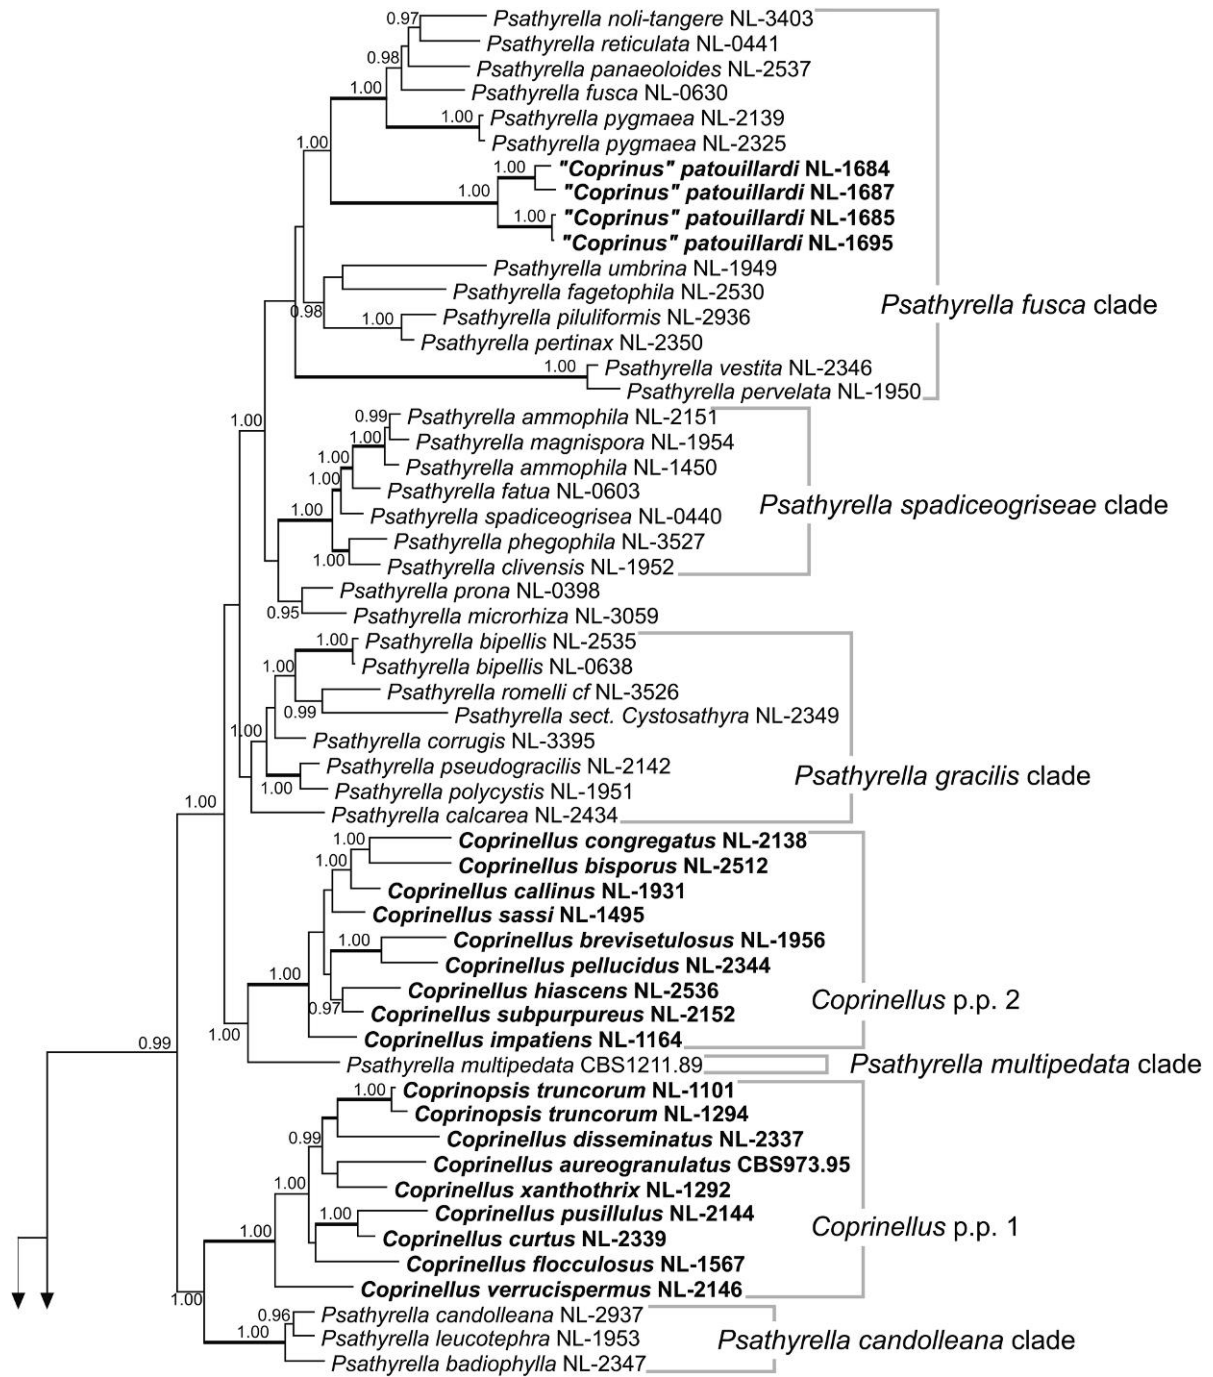 0.97
Psathyrella noli-tangere NL-3403
Psathyrella reticulata NL-0441
0.98
Psathyrella panaeoloides NL-2537
1.00
Psathyrella fusca NL-0630
1.00
Psathyrella pygmaea NL-2139
1.00
Psathyrella pygmaea NL-2325
1.00
"Coprinus" patouillardi NL-1684
1.00
"Coprinus" patouillardi NL-1687
1.00
"Coprinus" patouillardi NL-1685
"Coprinus" patouillardi NL-1695
Psathyrella umbrina NL-1949
Psathyrella fagetophila NL-2530
Psathyrella fusca clade
0.98
1.00
Psathyrella piluliformis NL-2936
Psathyrella pertinax NL-2350
1.00
Psathyrella vestita NL-2346
Psathyrella pervelata NL-1950
1.00
0.99
Psathyrella ammophila NL-2151
1.00
Psathyrella magnispora NL-1954
1.00
Psathyrella ammophila NL-1450
1.00
Psathyrella fatua NL-0603
1.00
Psathyrella spadiceogrisea NL-0440
Psathyrella spadiceogriseae clade
Psathyrella phegophila NL-3527
1.00
Psathyrella clivensis NL-1952
Psathyrella prona NL-0398
0.95
Psathyrella microrhiza NL-3059
1.00
Psathyrella bipellis NL-2535
1.00
Psathyrella bipellis NL-0638
Psathyrella romelli cf NL-3526
0.99
Psathyrella sect. Cystosathyra NL-2349
1.00
Psathyrella corrugis NL-3395
Psathyrella pseudogracilis NL-2142
Psathyrella gracilis clade
1.00
Psathyrella polycystis NL-1951
1.00
Psathyrella calcarea NL-2434
1.00
Coprinellus congregatus NL-2138
1.00
Coprinellus bisporus NL-2512
Coprinellus callinus NL-1931
Coprinellus sassi NL-1495
1.00
Coprinellus brevisetulosus NL-1956
Coprinellus pellucidus NL-2344
1.00
Coprinellus hiascens NL-2536
Coprinellus p.p. 2
0.97
Coprinellus subpurpureus NL-2152
1.00
Coprinellus impatiens NL-1164
0.99
Psathyrella multipedata CBS1211.89
Psathyrella multipedata clade
1.00
Coprinopsis truncorum NL-1101
Coprinopsis truncorum NL-1294
0.99
Coprinellus disseminatus NL-2337
Coprinellus aureogranulatus CBS973.95
1.00
Coprinellus xanthothrix NL-1292
1.00
Coprinellus pusillulus NL-2144
Coprinellus p.p. 1
1.00
Coprinellus curtus NL-2339
Coprinellus flocculosus NL-1567
Coprinellus verrucispermus NL-2146
1.00
0.96
Psathyrella candolleana NL-2937
1.00
Psathyrella leucotephra NL-1953
Psathyrella candolleana clade
Psathyrella badiophylla NL-2347